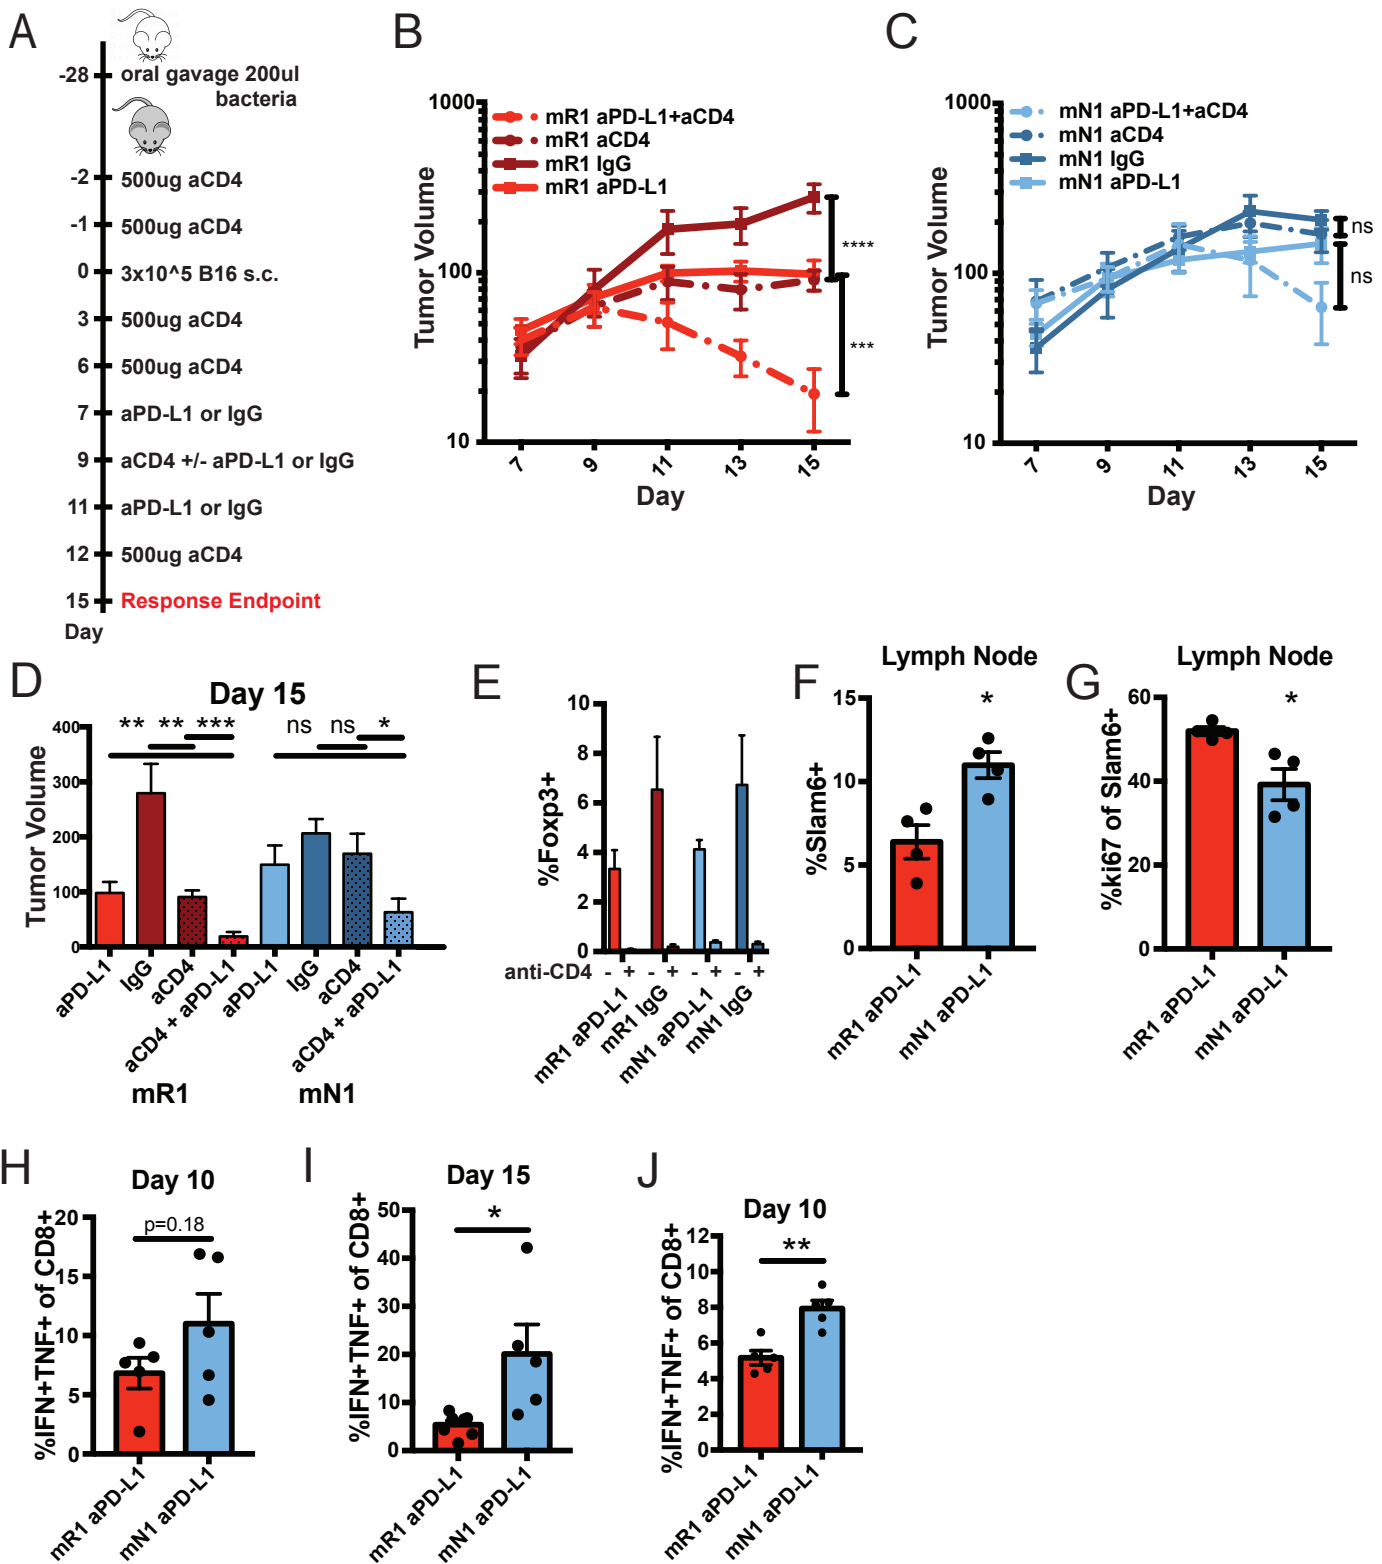 A
-28
oral gavage 200ul
bacteria
-2
500ug aCD4
-1
500ug aCD4
0
3x10^5 B16 s.c.
3
500ug aCD4
6
500ug aCD4
7
aPD-L1 or IgG
9
aCD4 +/- aPD-L1 or IgG
11
aPD-L1 or IgG
12
500ug aCD4
15
Response Endpoint
Day
B
1000
100
10
Tumor Volume
mR1 aPD-L1+aCD4
mR1 aCD4
mR1 IgG
mR1 aPD-L1
****
***
7
9
11
13
15
Day
C
1000
100
10
Tumor Volume
mN1 aPD-L1+aCD4
mN1 aCD4
mN1 IgG
mN1 aPD-L1
ns
ns
7
9
11
13
15
Day
D
Day 15
Tumor Volume
400
300
200
100
0
** ** *** ns ns *
aPD-L1
IgG
aCD4
aCD4 + aPD-L1
aPD-L1
IgG
aCD4
aCD4 + aPD-L1
mR1
mN1
E
%Foxp3+
10
8
6
4
2
0
anti-CD4 - + - + - + - +
mR1 aPD-L1
mR1 IgG
mN1 aPD-L1
mN1 IgG
F
Lymph Node
%Slam6+
15
10
5
0
*
mR1 aPD-L1
mN1 aPD-L1
G
Lymph Node
%ki67 of Slam6+
60
40
20
0
*
mR1 aPD-L1
mN1 aPD-L1
H
Day 10
%IFN+TNF+ of CD8+
20
15
10
5
0
p=0.18
mR1 aPD-L1
mN1 aPD-L1
I
Day 15
%IFN+TNF+ of CD8+
50
40
30
20
10
0
*
mR1 aPD-L1
mN1 aPD-L1
J
Day 10
%IFN+TNF+ of CD8+
12
10
8
6
4
2
0
**
mR1 aPD-L1
mN1 aPD-L1